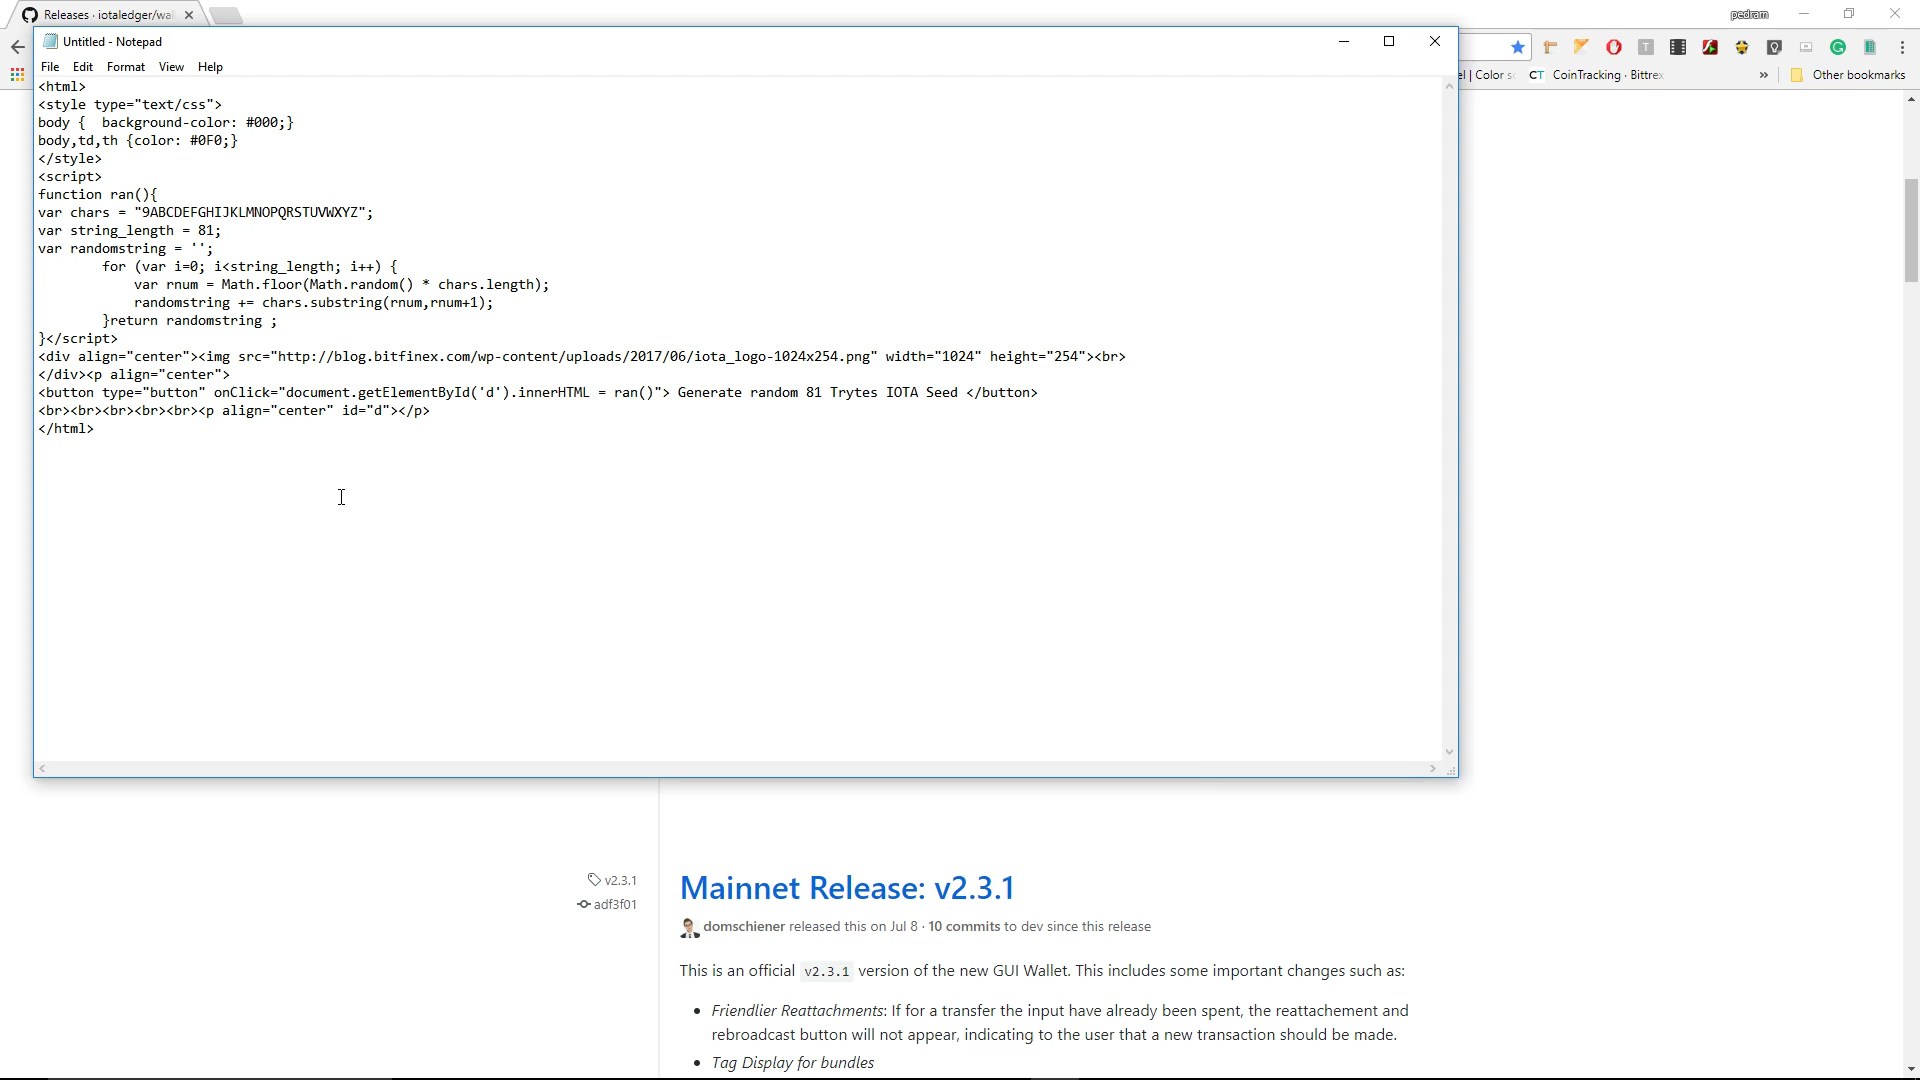 Releases · iotaledger/wal
pedram
Untitled - Notepad
File Edit Format View Help
el | Color sc
CT CoinTracking · Bittrex
» Other bookmarks
<html>
<style type="text/css">
body {  background-color: #000;}
body,td,th {color: #0F0;}
</style>
<script>
function ran(){
var chars = "9ABCDEFGHIJKLMNOPQRSTUVWXYZ";
var string_length = 81;
var randomstring = '';
for (var i=0; i<string_length; i++) {
var rnum = Math.floor(Math.random() * chars.length);
randomstring += chars.substring(rnum,rnum+1);
}return randomstring ;
}</script>
<div align="center"><img src="http://blog.bitfinex.com/wp-content/uploads/2017/06/iota_logo-1024x254.png" width="1024" height="254"><br>
</div><p align="center">
<button type="button" onClick="document.getElementById('d').innerHTML = ran()"> Generate random 81 Trytes IOTA Seed </button>
<br><br><br><br><br><p align="center" id="d"></p>
</html>
v2.3.1
adf3f01
Mainnet Release: v2.3.1
domschiener released this on Jul 8 · 10 commits to dev since this release
This is an official v2.3.1 version of the new GUI Wallet. This includes some important changes such as:
• Friendlier Reattachments: If for a transfer the input have already been spent, the reattachement and
rebroadcast button will not appear, indicating to the user that a new transaction should be made.
• Tag Display for bundles